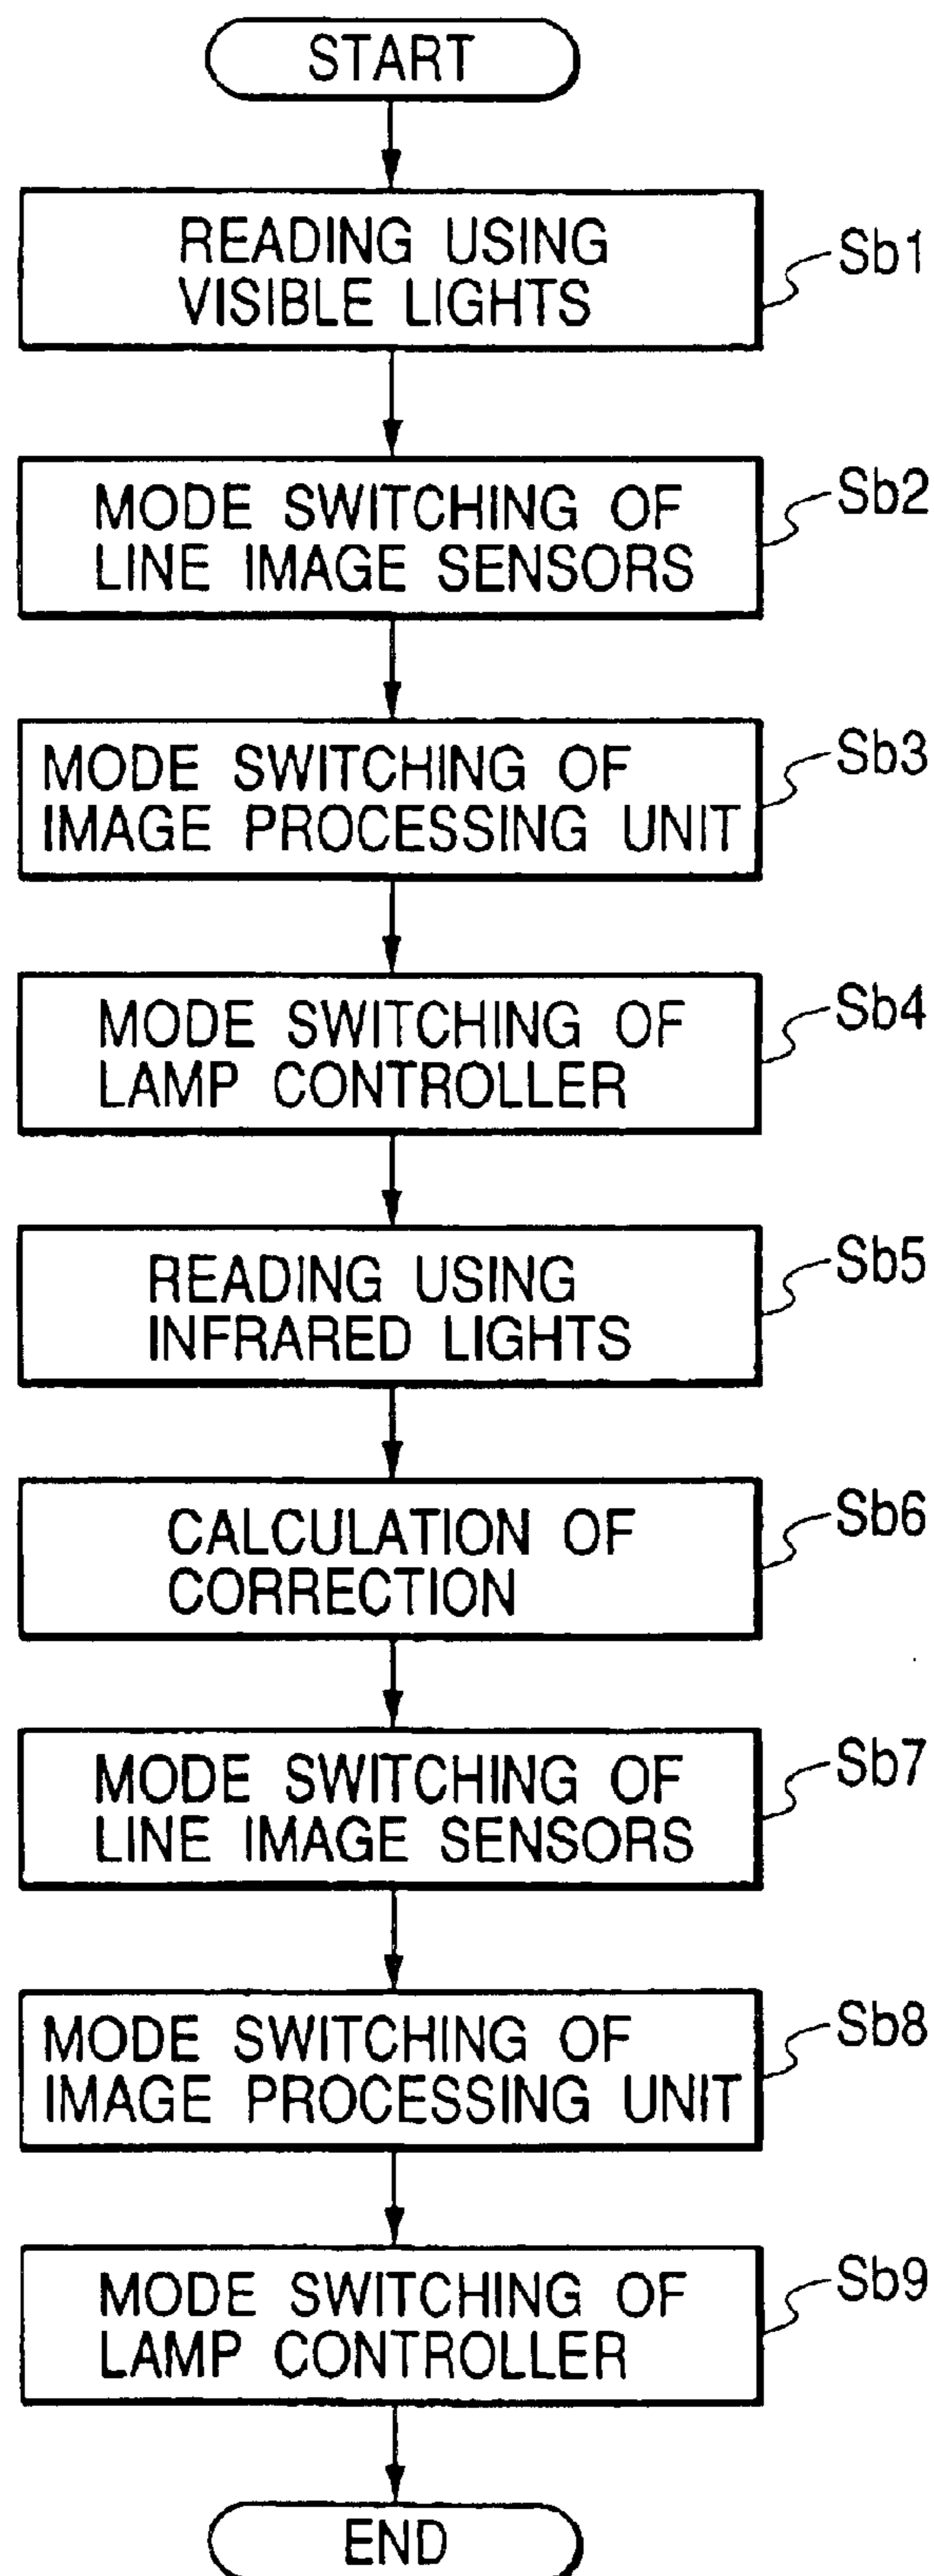 START
READING USING
VISIBLE LIGHTS
Sb1
MODE SWITCHING OF
LINE IMAGE SENSORS
Sb2
MODE SWITCHING OF
IMAGE PROCESSING UNIT
Sb3
MODE SWITCHING OF
LAMP CONTROLLER
Sb4
READING USING
INFRARED LIGHTS
Sb5
CALCULATION OF
CORRECTION
Sb6
MODE SWITCHING OF
LINE IMAGE SENSORS
Sb7
MODE SWITCHING OF
IMAGE PROCESSING UNIT
Sb8
MODE SWITCHING OF
LAMP CONTROLLER
Sb9
END